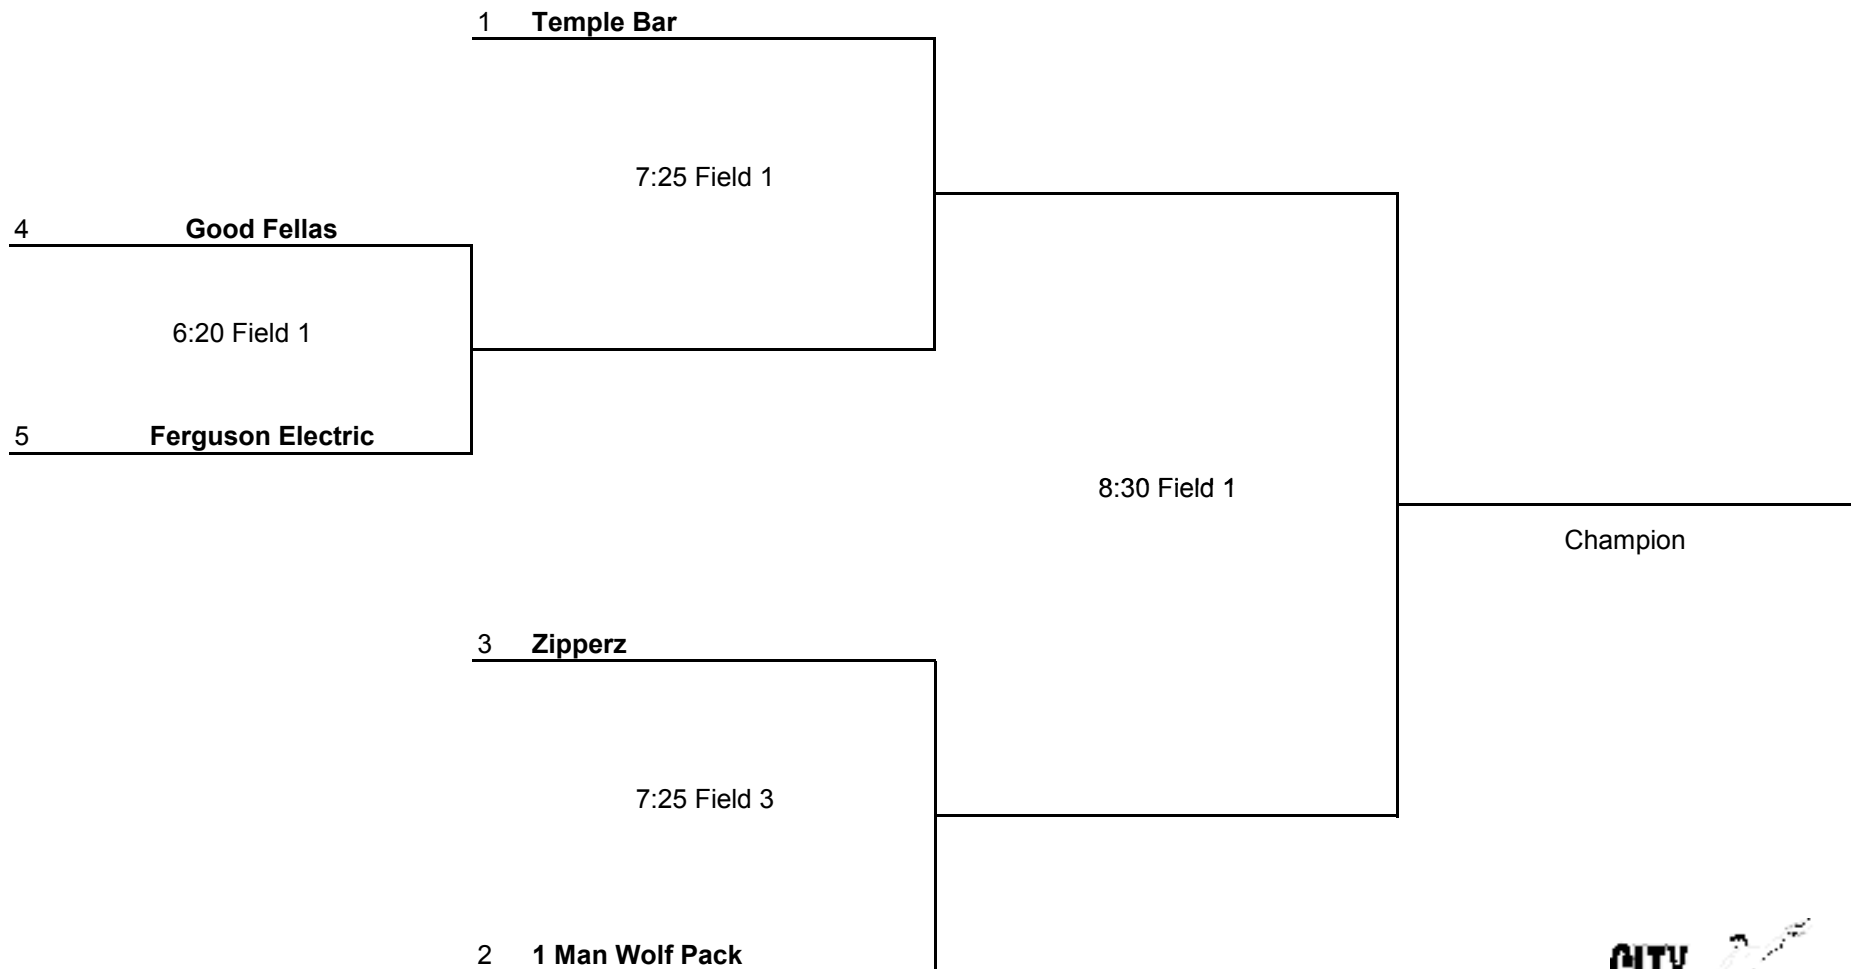 1 Temple Bar
7:25 Field 1
4 Good Fellas
6:20 Field 1
5 Ferguson Electric
8:30 Field 1
Champion
3 Zipperz
7:25 Field 3
2 1 Man Wolf Pack
CITY